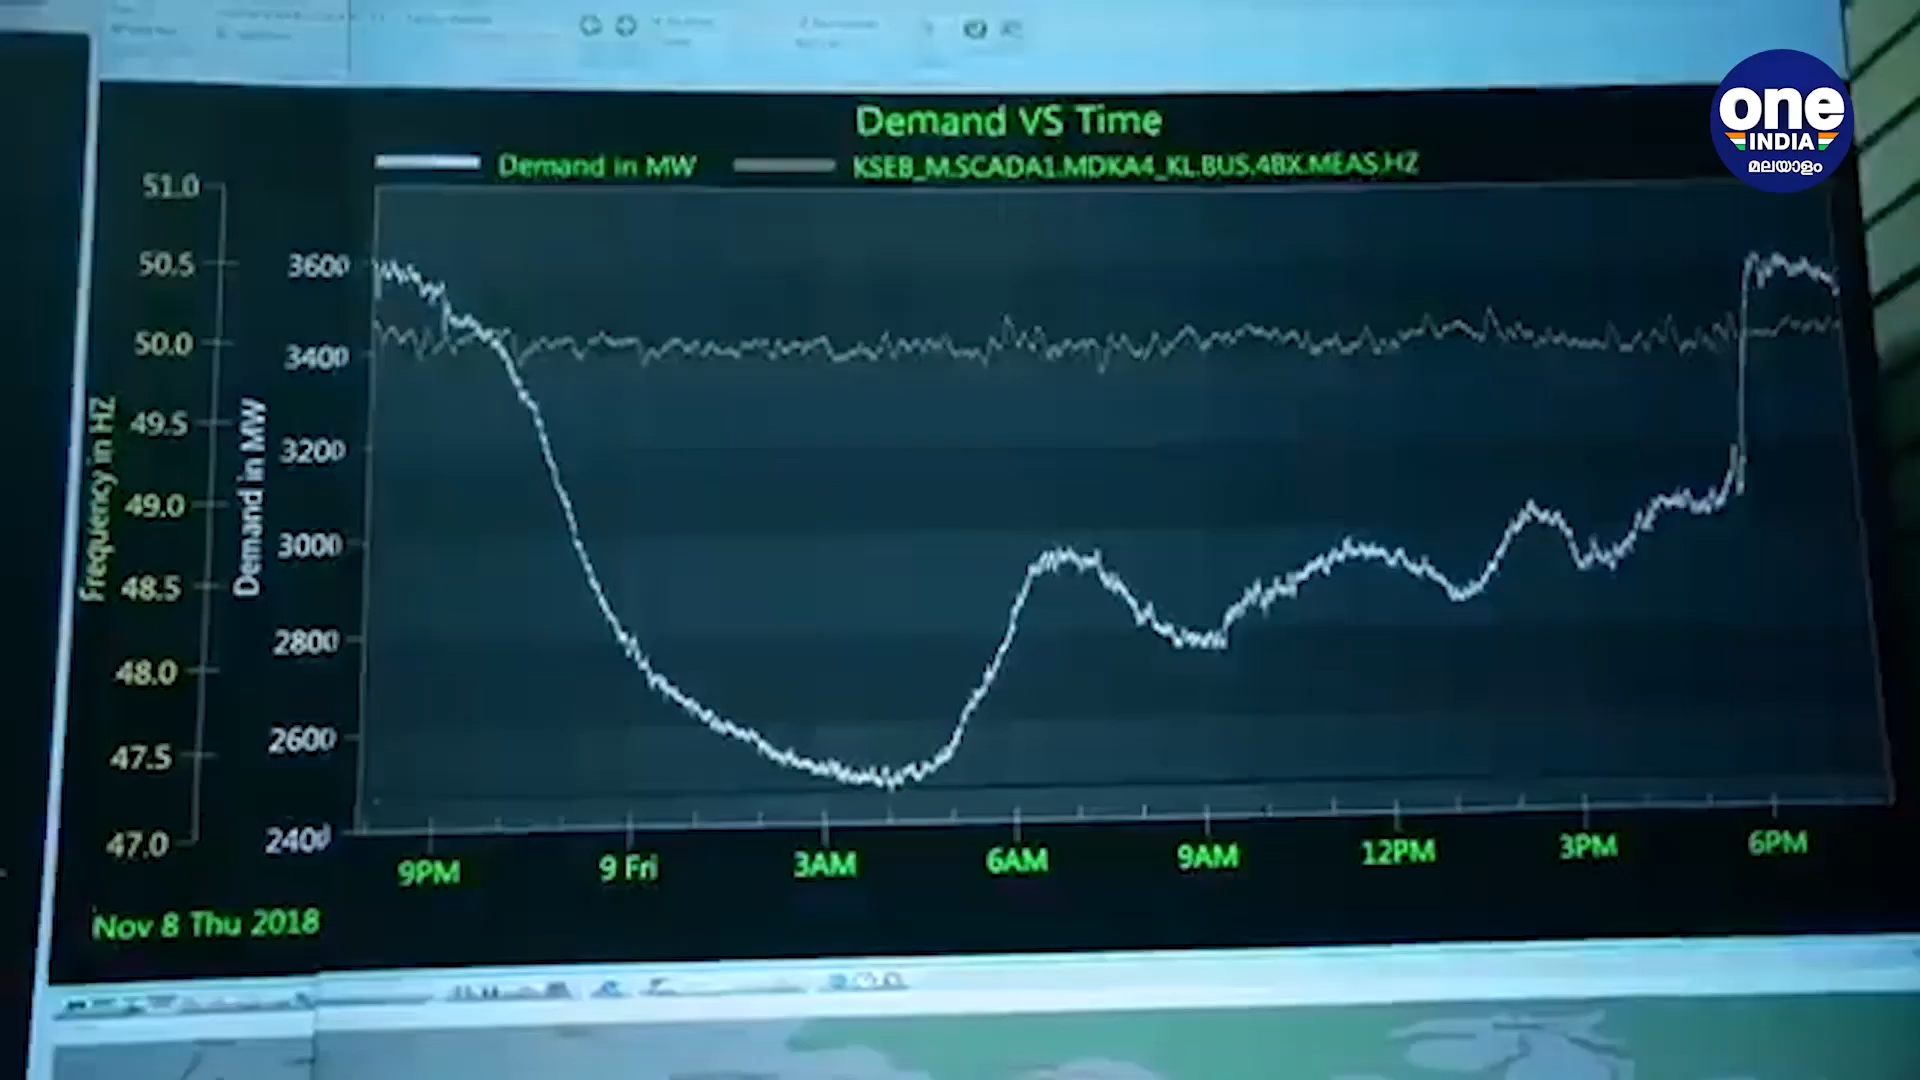 Demand VS Time
Demand in MW
KSEB_M.SCADA1.MDKA4_KL.BUS.4BX.MEAS.HZ
one
INDIA
മലയാളം
51.0
50.5
50.0
49.5
49.0
48.5
48.0
47.5
47.0
Frequency in HZ
Demand in MW
3600
3400
3200
3000
2800
2600
2400
9PM
9 Fri
3AM
6AM
9AM
12PM
3PM
6PM
Nov 8 Thu 2018